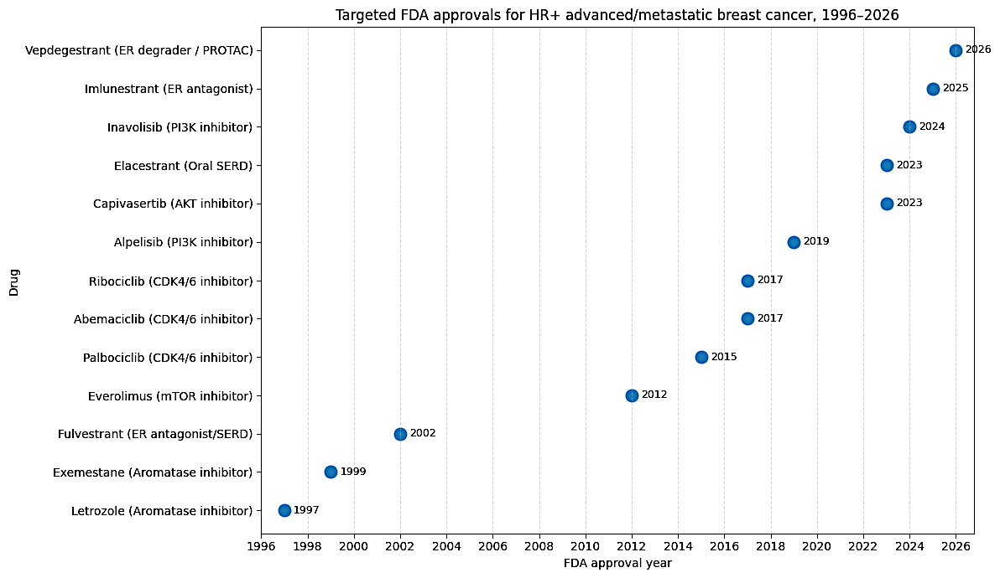 Targeted FDA approvals for HR+ advanced/metastatic breast cancer, 1996–2026
Vepdegestrant (ER degrader / PROTAC)
2026
Imlunestrant (ER antagonist)
2025
Inavolisib (PI3K inhibitor)
2024
Elacestrant (Oral SERD)
2023
Capivasertib (AKT inhibitor)
2023
Alpelisib (PI3K inhibitor)
2019
Ribociclib (CDK4/6 inhibitor)
2017
Abemaciclib (CDK4/6 inhibitor)
2017
Palbociclib (CDK4/6 inhibitor)
2015
Everolimus (mTOR inhibitor)
2012
Fulvestrant (ER antagonist/SERD)
2002
Exemestane (Aromatase inhibitor)
1999
Letrozole (Aromatase inhibitor)
1997
Drug
1996 1998 2000 2002 2004 2006 2008 2010 2012 2014 2016 2018 2020 2022 2024 2026
FDA approval year